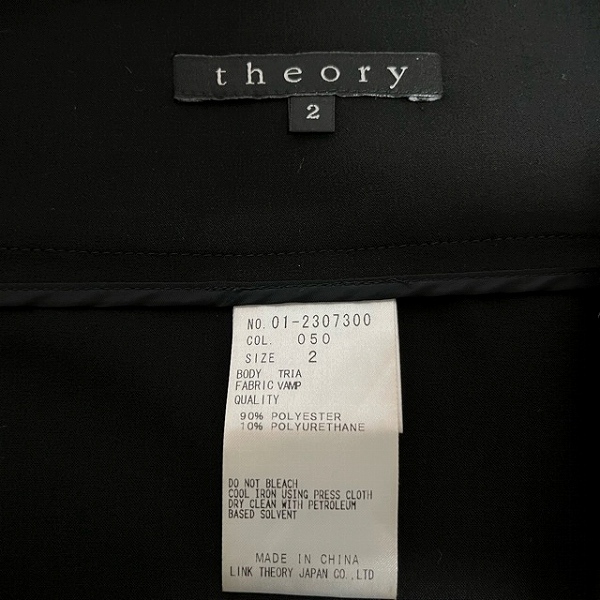 theory
2
NO. 01-2307300
COL. 050
SIZE 2
BODY TRIA
FABRIC VAMP
QUALITY
90% POLYESTER
10% POLYURETHANE
DO NOT BLEACH
COOL IRON USING PRESS CLOTH
DRY CLEAN WITH PETROLEUM
BASED SOLVENT
MADE IN CHINA
LINK THEORY JAPAN CO.,LTD